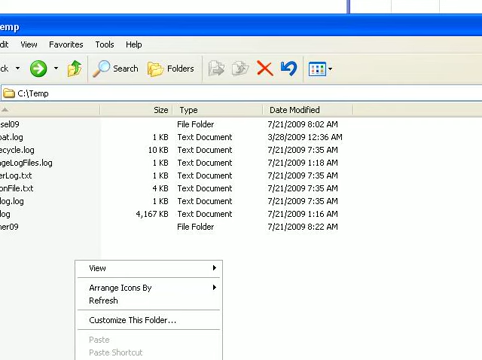 emp
dit View Favorites Tools Help
ck Search Folders
C:\Temp
Size Type Date Modified
sel09 File Folder 7/21/2009 8:02 AM
oat.log 1 KB Text Document 3/28/2009 12:36 AM
ecycle.log 10 KB Text Document 7/21/2009 7:35 AM
ageLogFiles.log 1 KB Text Document 7/21/2009 1:18 AM
erLog.txt 1 KB Text Document 7/21/2009 7:35 AM
onFile.txt 4 KB Text Document 7/21/2009 7:35 AM
log.log 1 KB Text Document 7/21/2009 7:35 AM
log 4,167 KB Text Document 7/21/2009 1:16 AM
ner09 File Folder 7/21/2009 8:22 AM
View
Arrange Icons By
Refresh
Customize This Folder...
Paste
Paste Shortcut